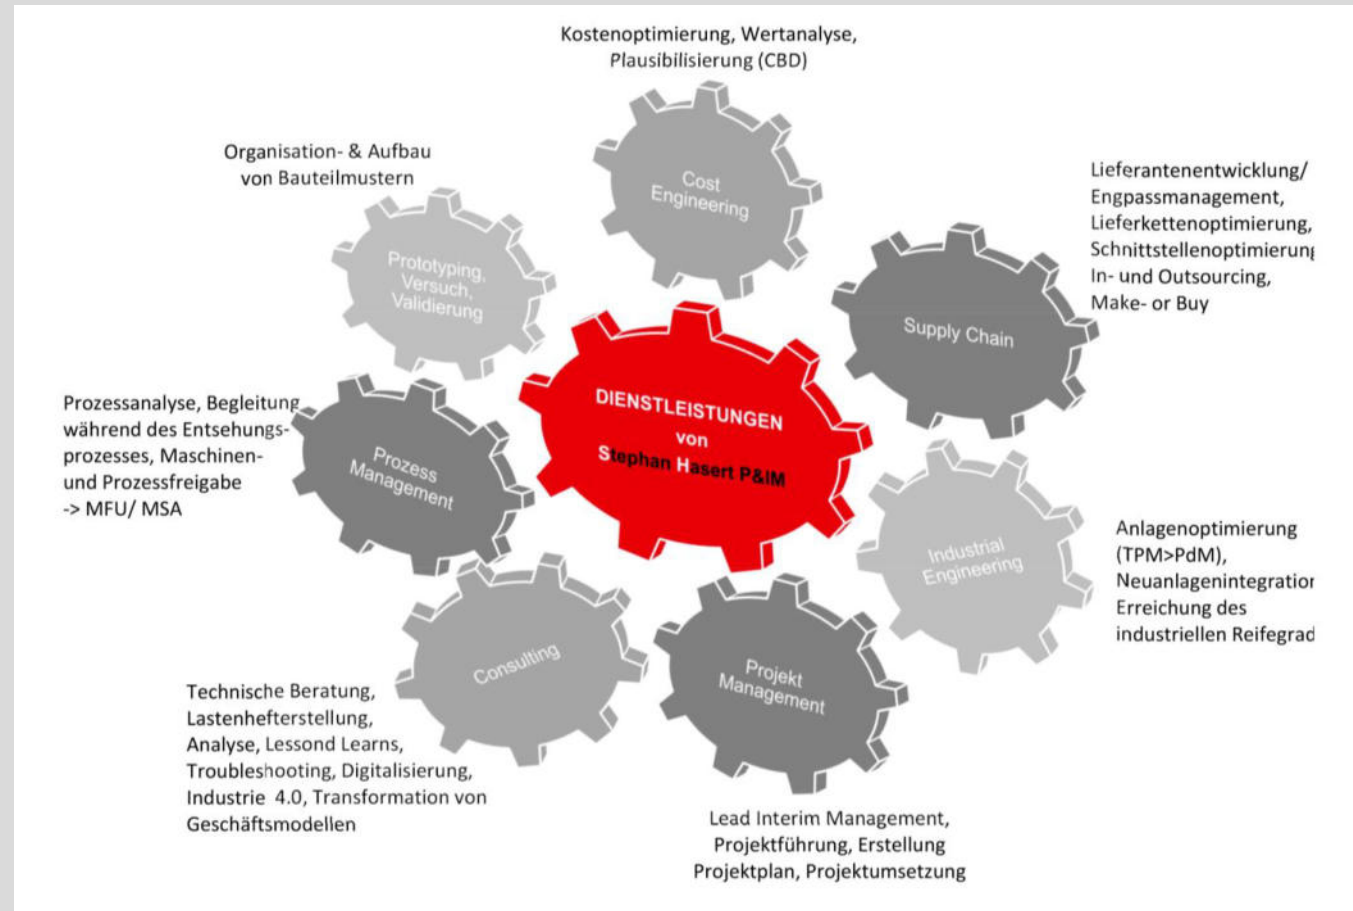 Kostenoptimierung, Wertanalyse,
Plausibilisierung (CBD)
Cost
Engineering
Organisation- & Aufbau
von Bauteilmustern
Prototyping,
Versuch,
Validierung
Lieferantenentwicklung/
Engpassmanagement,
Lieferkettenoptimierung,
Schnittstellenoptimierung
In- und Outsourcing,
Make- or Buy
Supply Chain
DIENSTLEISTUNGEN
von
Stephan Hasert P&IM
Prozessanalyse, Begleitung
während des Entsehungs-
prozesses, Maschinen-
und Prozessfreigabe
-> MFU/ MSA
Prozess
Management
Industrial
Engineering
Anlagenoptimierung
(TPM>PdM),
Neuanlagenintegration
Erreichung des
industriellen Reifegrad
Consulting
Technische Beratung,
Lastenhefterstellung,
Analyse, Lessond Learns,
Troubleshooting, Digitalisierung,
Industrie 4.0, Transformation von
Geschäftsmodellen
Projekt
Management
Lead Interim Management,
Projektführung, Erstellung
Projektplan, Projektumsetzung